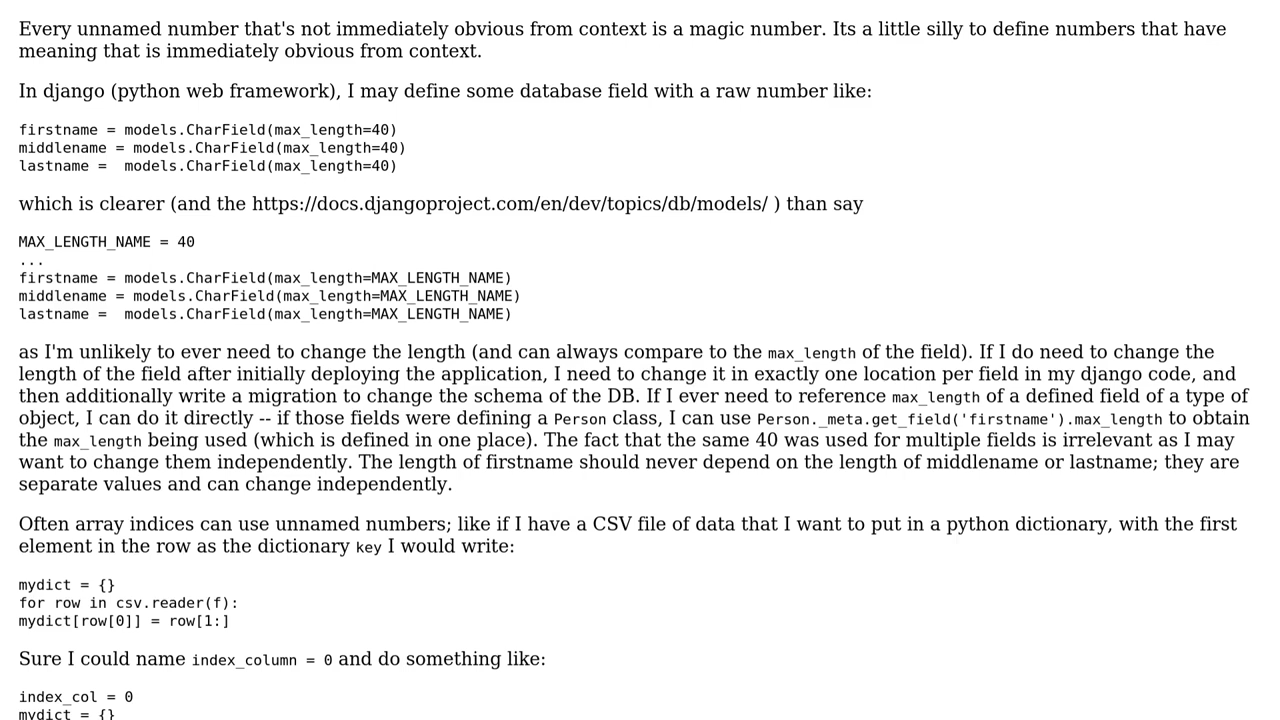 Every unnamed number that's not immediately obvious from context is a magic number. Its a little silly to define numbers that have
meaning that is immediately obvious from context.
In django (python web framework), I may define some database field with a raw number like:
firstname = models.CharField(max_length=40)
middlename = models.CharField(max_length=40)
lastname =  models.CharField(max_length=40)
which is clearer (and the https://docs.djangoproject.com/en/dev/topics/db/models/ ) than say
MAX_LENGTH_NAME = 40
...
firstname = models.CharField(max_length=MAX_LENGTH_NAME)
middlename = models.CharField(max_length=MAX_LENGTH_NAME)
lastname =  models.CharField(max_length=MAX_LENGTH_NAME)
as I'm unlikely to ever need to change the length (and can always compare to the max_length of the field). If I do need to change the
length of the field after initially deploying the application, I need to change it in exactly one location per field in my django code, and
then additionally write a migration to change the schema of the DB. If I ever need to reference max_length of a defined field of a type of
object, I can do it directly -- if those fields were defining a Person class, I can use Person._meta.get_field('firstname').max_length to obtain
the max_length being used (which is defined in one place). The fact that the same 40 was used for multiple fields is irrelevant as I may
want to change them independently. The length of firstname should never depend on the length of middlename or lastname; they are
separate values and can change independently.
Often array indices can use unnamed numbers; like if I have a CSV file of data that I want to put in a python dictionary, with the first
element in the row as the dictionary key I would write:
mydict = {}
for row in csv.reader(f):
mydict[row[0]] = row[1:]
Sure I could name index_column = 0 and do something like:
index_col = 0
mydict = {}